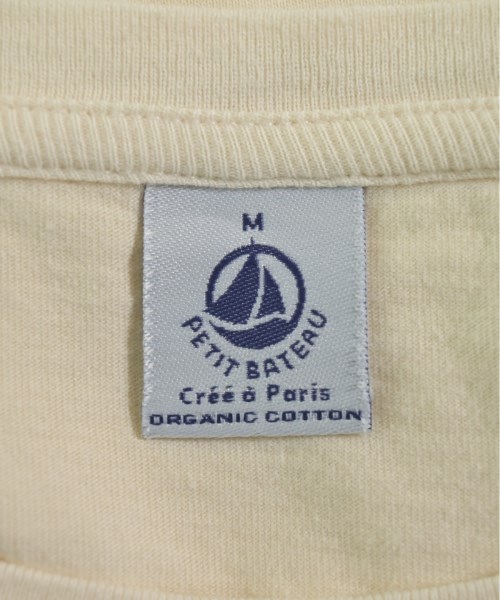 M
PETIT BATEAU
Créé à Paris
ORGANIC COTTON